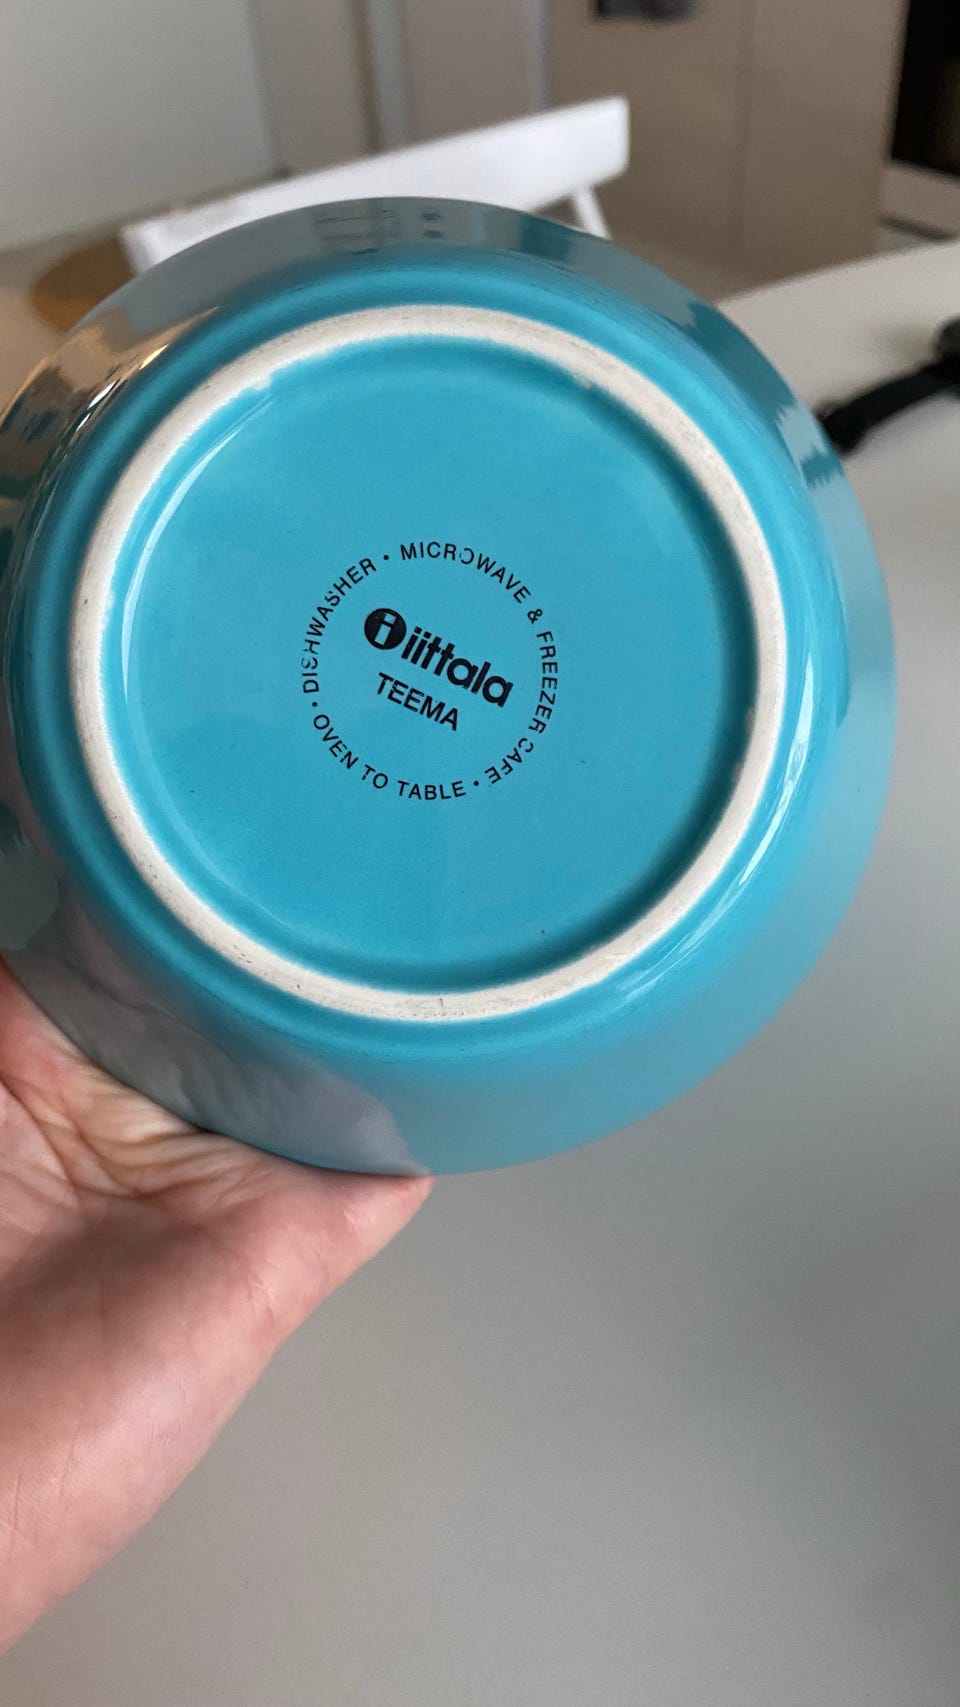 iittala
TEEMA
OVEN TO TABLE • DISHWASHER • MICROWAVE & FREEZER SAFE •